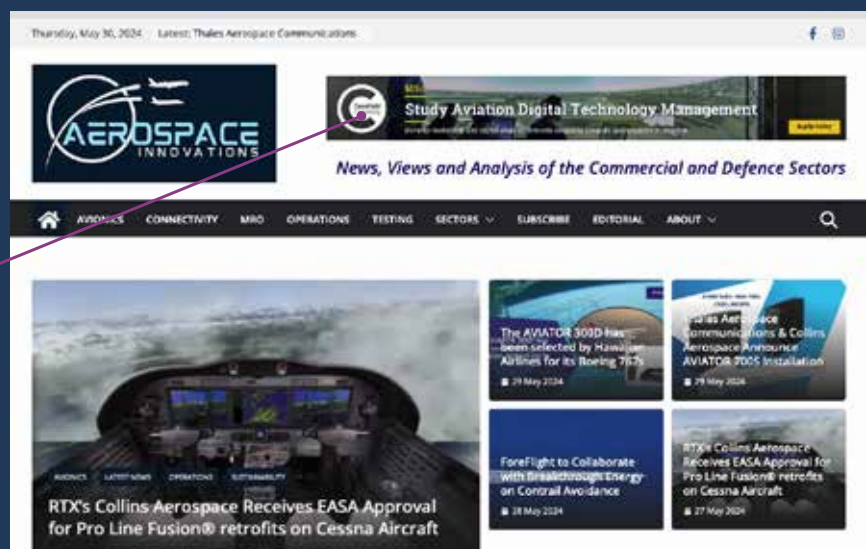 Thursday, May 30, 2024 Latest: Thales Aerospace Communications
AEROSPACE
INNOVATIONS
MSc
Study Aviation Digital Technology Management
Apply now
News, Views and Analysis of the Commercial and Defence Sectors
AVIONICS CONNECTIVITY MRO OPERATIONS TESTING SECTORS SUBSCRIBE EDITORIAL ABOUT
AVIONICS LATEST NEWS OPERATIONS SUSTAINABILITY
RTX's Collins Aerospace Receives EASA Approval
for Pro Line Fusion® retrofits on Cessna Aircraft
The AVIATOR 300D has
been selected by Hawaiian
Airlines for its Boeing 767s
29 May 2024
Thales Aerospace
Communications & Collins
Aerospace Announce
AVIATOR 200S Installation
29 May 2024
ForeFlight to Collaborate
with Breakthrough Energy
on Contrail Avoidance
28 May 2024
RTX's Collins Aerospace
Receives EASA Approval for
Pro Line Fusion® retrofits
on Cessna Aircraft
27 May 2024